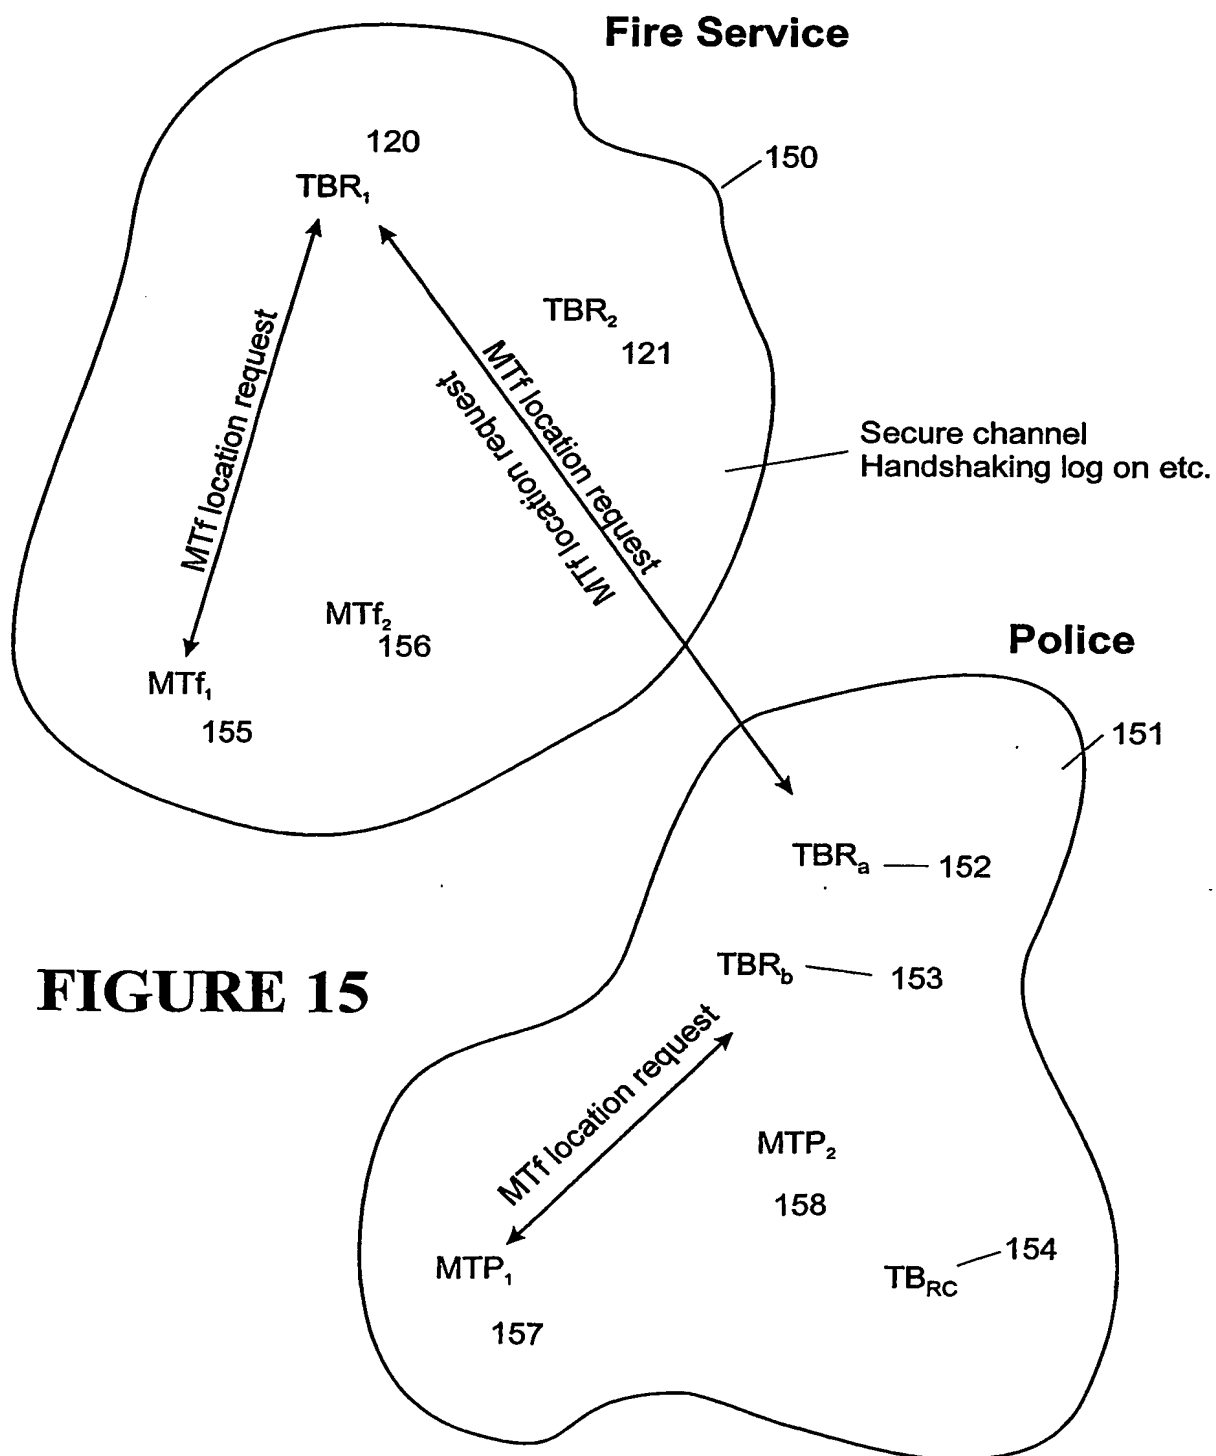 Fire Service
120
150
TBR₁
TBR₂
121
MTf location request
MTf location request
MTf location request
Secure channel
Handshaking log on etc.
MTf₂
156
MTf₁
155
Police
151
TBRₐ
152
TBR_b
153
FIGURE 15
MTf location request
MTP₂
158
154
MTP₁
TB_RC
157